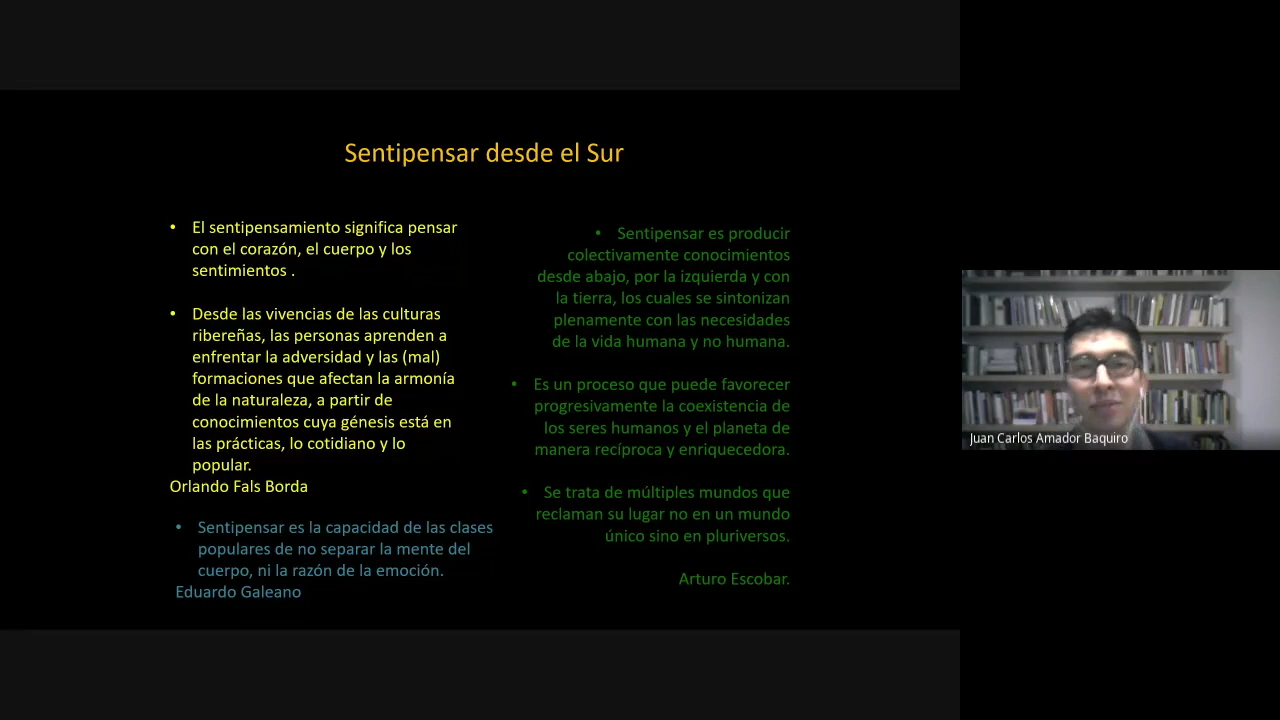 Sentipensar desde el Sur
• El sentipensamiento significa pensar
con el corazón, el cuerpo y los
sentimientos .
• Desde las vivencias de las culturas
ribereñas, las personas aprenden a
enfrentar la adversidad y las (mal)
formaciones que afectan la armonía
de la naturaleza, a partir de
conocimientos cuya génesis está en
las prácticas, lo cotidiano y lo
popular.
Orlando Fals Borda
• Sentipensar es la capacidad de las clases
populares de no separar la mente del
cuerpo, ni la razón de la emoción.
Eduardo Galeano
• Sentipensar es producir
colectivamente conocimientos
desde abajo, por la izquierda y con
la tierra, los cuales se sintonizan
plenamente con las necesidades
de la vida humana y no humana.
• Es un proceso que puede favorecer
progresivamente la coexistencia de
los seres humanos y el planeta de
manera recíproca y enriquecedora.
• Se trata de múltiples mundos que
reclaman su lugar no en un mundo
único sino en pluriversos.
Arturo Escobar.
Juan Carlos Amador Baquiro